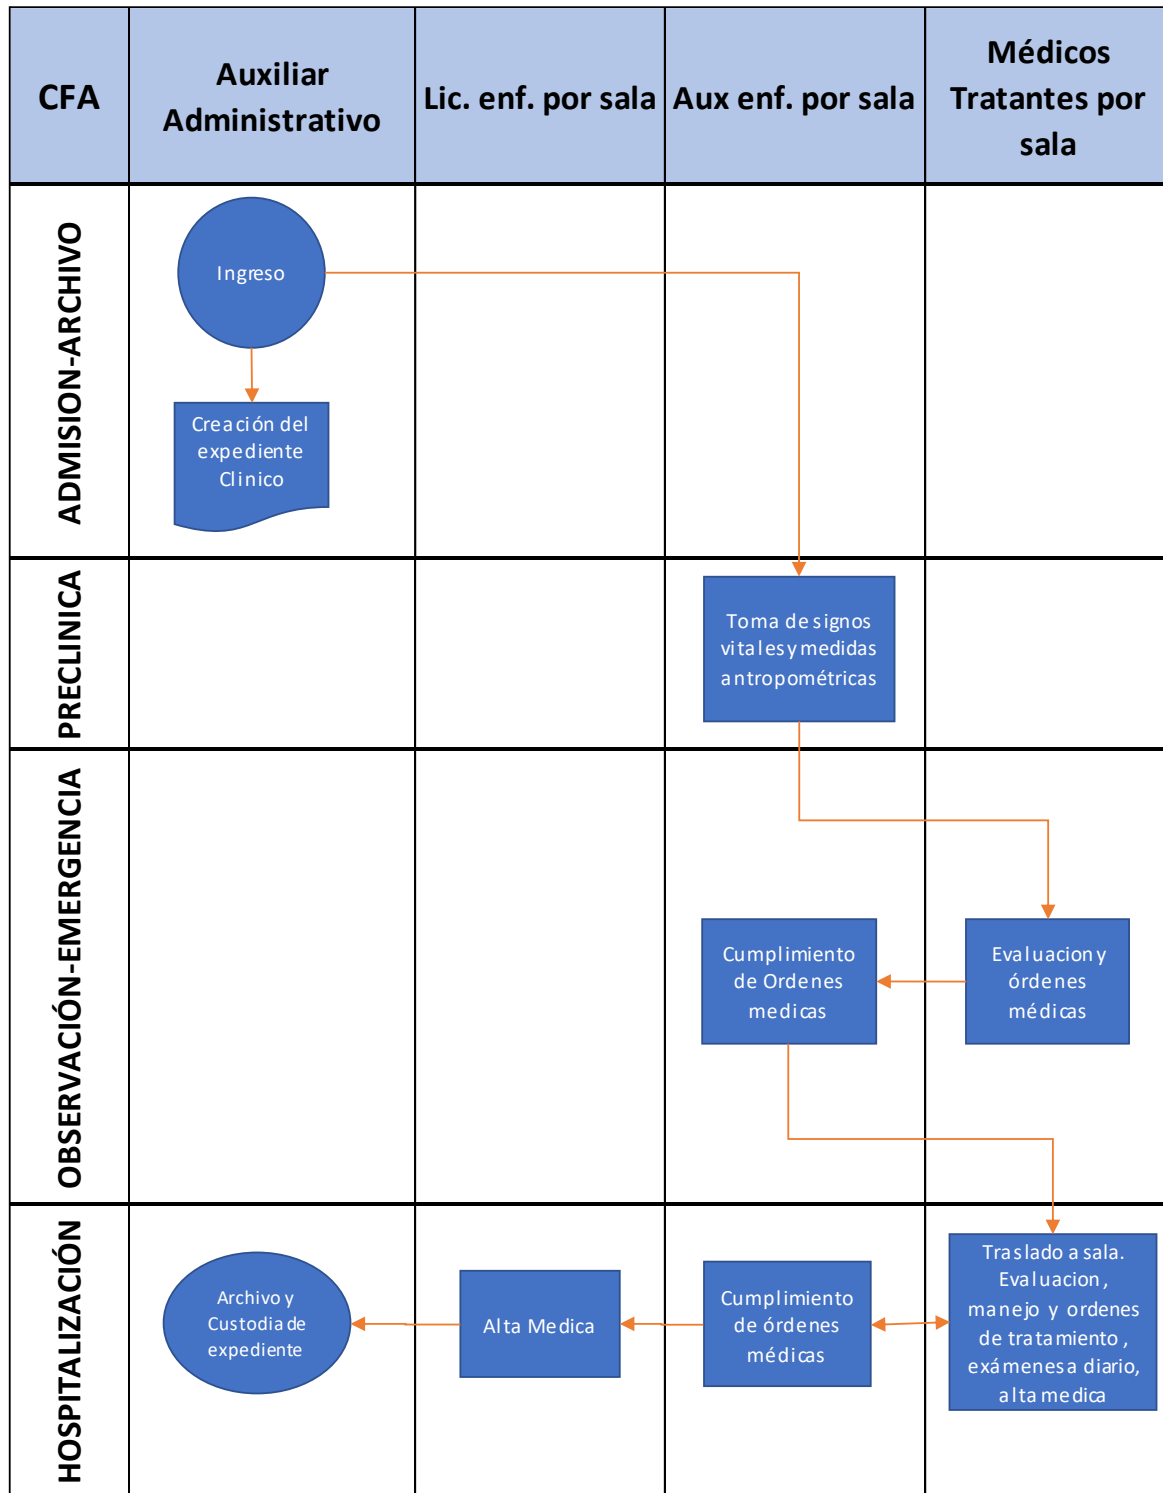 CFA
Auxiliar
Administrativo
Lic. enf. por sala
Aux enf. por sala
Médicos
Tratantes por
sala
ADMISION-ARCHIVO
Ingreso
Creación del
expediente
Clinico
PRECLINICA
Toma de signos
vitales y medidas
antropométricas
OBSERVACIÓN-EMERGENCIA
Cumplimiento
de Ordenes
medicas
Evaluacion y
órdenes
médicas
HOSPITALIZACIÓN
Archivo y
Custodia de
expediente
Alta Medica
Cumplimiento
de órdenes
médicas
Traslado a sala.
Evaluacion,
manejo y ordenes
de tratamiento,
exámenes a diario,
alta medica